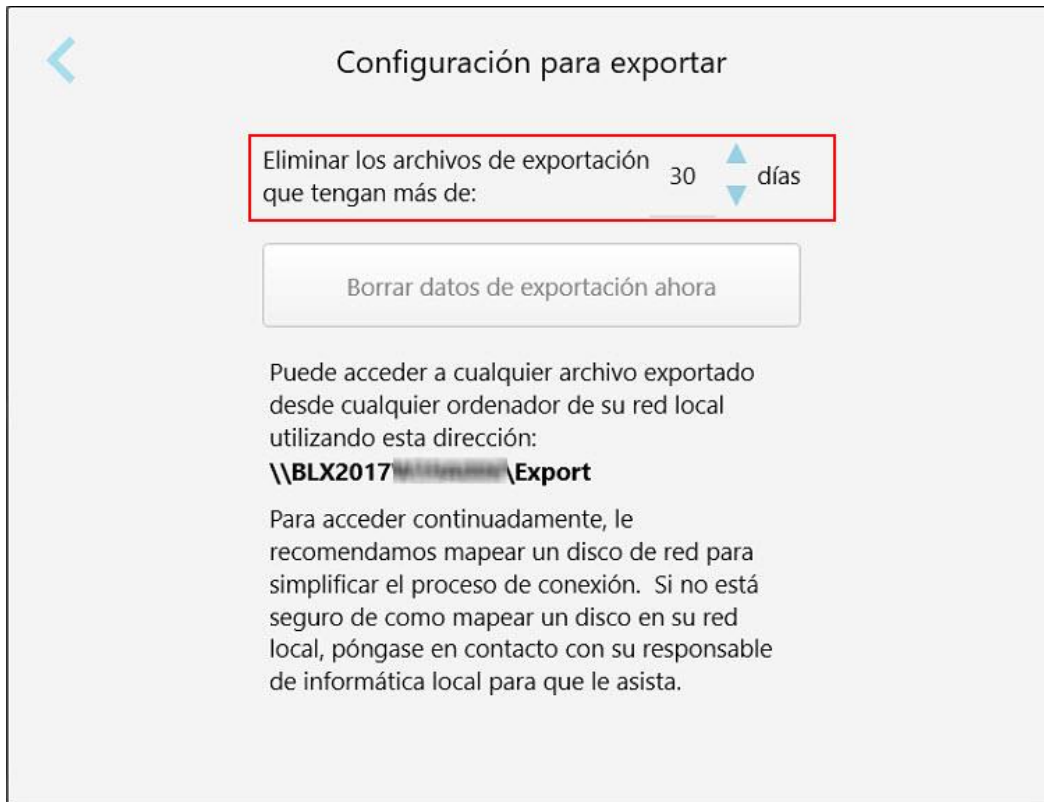 Configuración para exportar
Eliminar los archivos de exportación
que tengan más de:
30
días
Borrar datos de exportación ahora
Puede acceder a cualquier archivo exportado
desde cualquier ordenador de su red local
utilizando esta dirección:
\\BLX2017 \Export
Para acceder continuadamente, le
recomendamos mapear un disco de red para
simplificar el proceso de conexión.  Si no está
seguro de como mapear un disco en su red
local, póngase en contacto con su responsable
de informática local para que le asista.